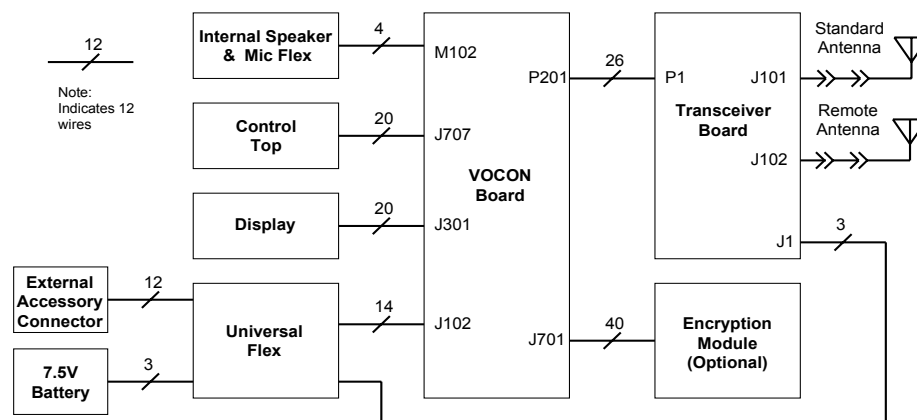 12
Note:
Indicates 12
wires
Internal Speaker
& Mic Flex
4
M102
Control
Top
20
J707
Display
20
J301
External
Accessory
Connector
12
7.5V
Battery
3
Universal
Flex
14
J102
VOCON
Board
P201
26
P1
Transceiver
Board
J101
Standard
Antenna
J102
Remote
Antenna
J1
3
J701
40
Encryption
Module
(Optional)